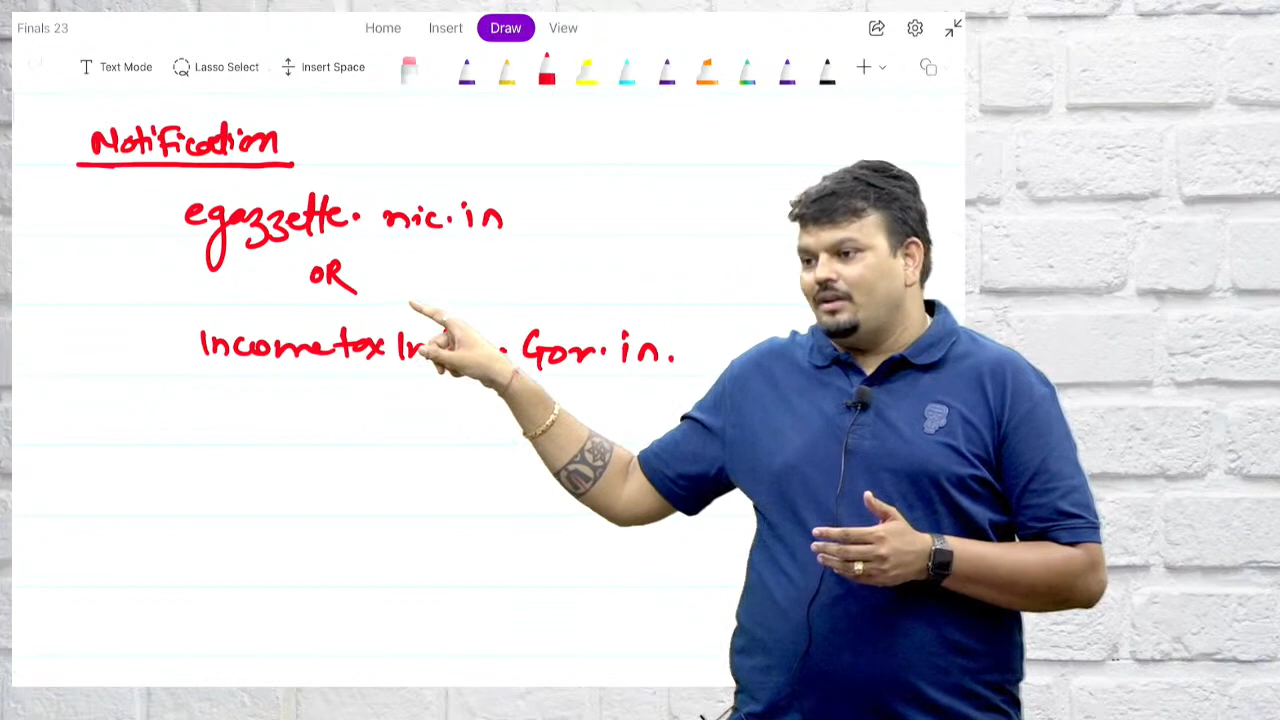 Finals 23
Home Insert Draw View
Text Mode Lasso Select Insert Space
Notification
egazzette. nic.in
OR
Incometax . Gov. in.